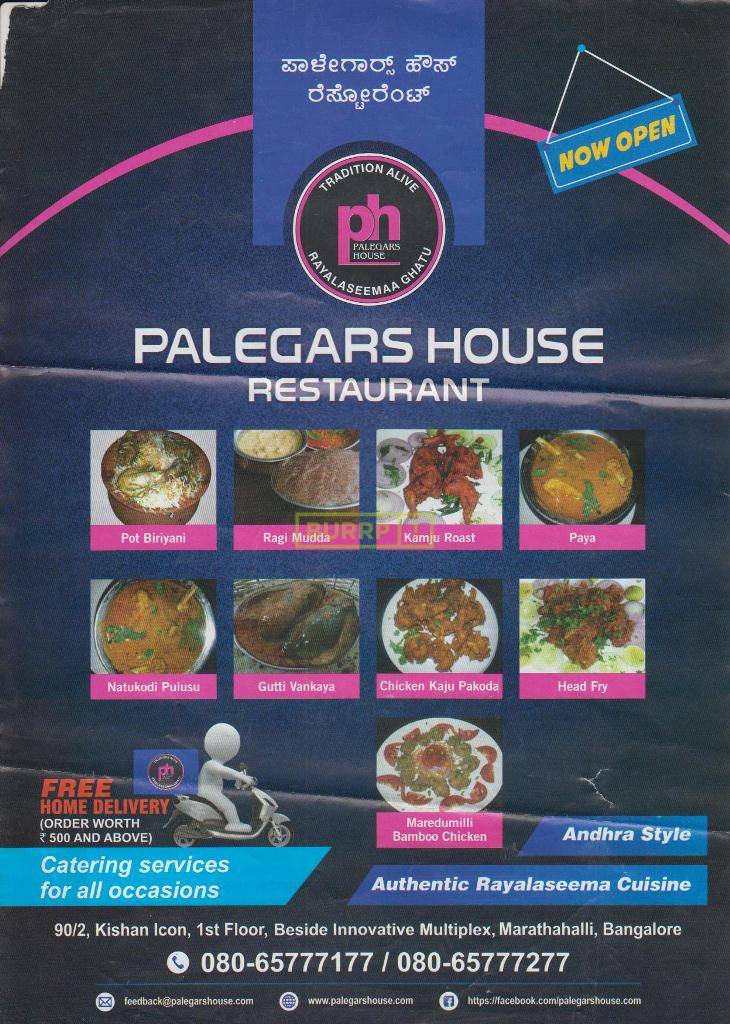 ಪಾಳೇಗಾರ್ಸ್ ಹೌಸ್
ರೆಸ್ಟೋರೆಂಟ್
NOW OPEN
TRADITION ALIVE
ph
PALEGARS
HOUSE
RAYALASEEMAA GHATU
PALEGARS HOUSE
RESTAURANT
Pot Biriyani
Ragi Mudda
Kamju Roast
Paya
BURRP!
Natukodi Pulusu
Gutti Vankaya
Chicken Kaju Pakoda
Head Fry
ph
FREE
HOME DELIVERY
(ORDER WORTH
₹ 500 AND ABOVE)
Maredumilli
Bamboo Chicken
Andhra Style
Catering services
for all occasions
Authentic Rayalaseema Cuisine
90/2, Kishan Icon, 1st Floor, Beside Innovative Multiplex, Marathahalli, Bangalore
080-65777177 / 080-65777277
feedback@palegarshouse.com
www.palegarshouse.com
https://facebook.com/palegarshouse.com